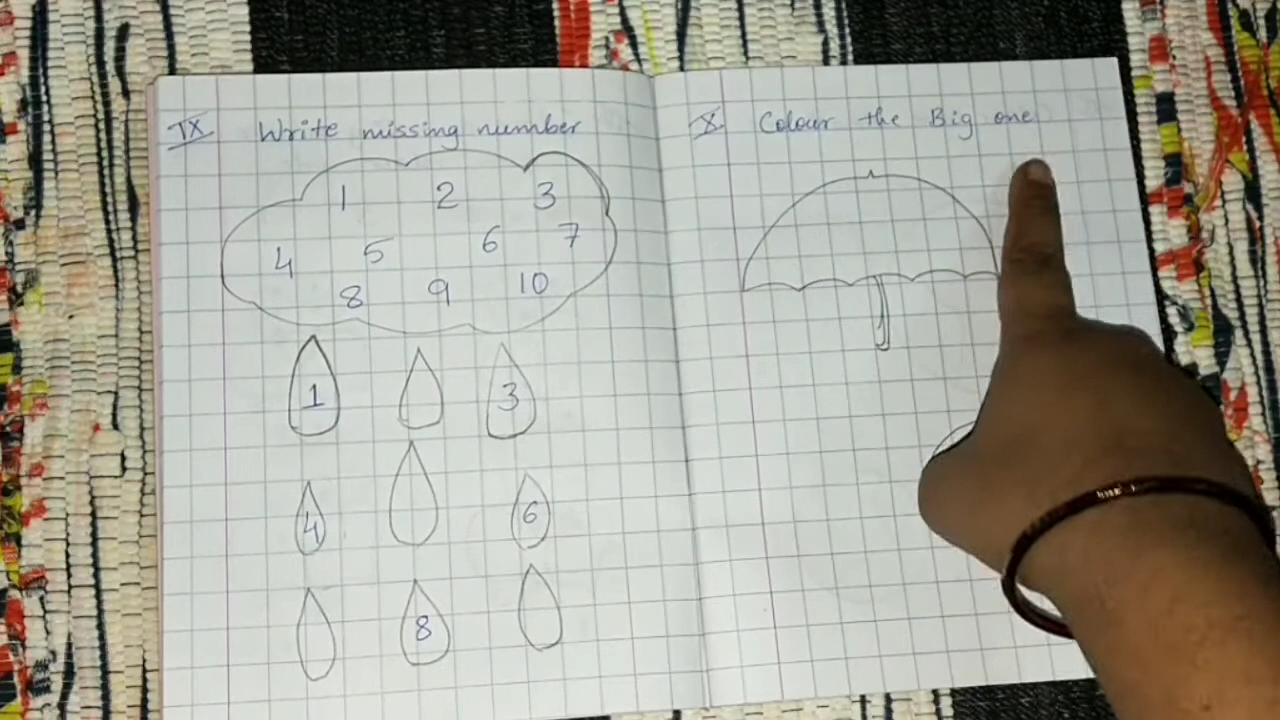 IX Write missing number
1 2 3
4 5 6 7
8 9 10
1 3
4 6
8
X Colour the Big one